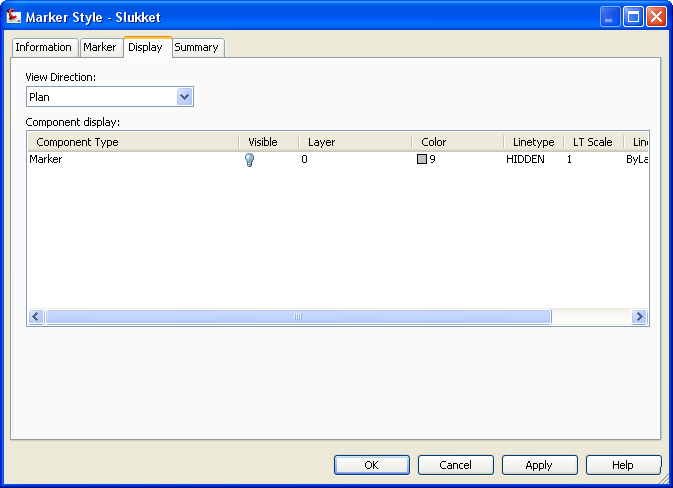 Marker Style - Slukket
Information Marker Display Summary
View Direction:
Plan
Component display:
Component Type Visible Layer Color Linetype LT Scale Lin
Marker 0 9 HIDDEN 1 ByLa
OK Cancel Apply Help